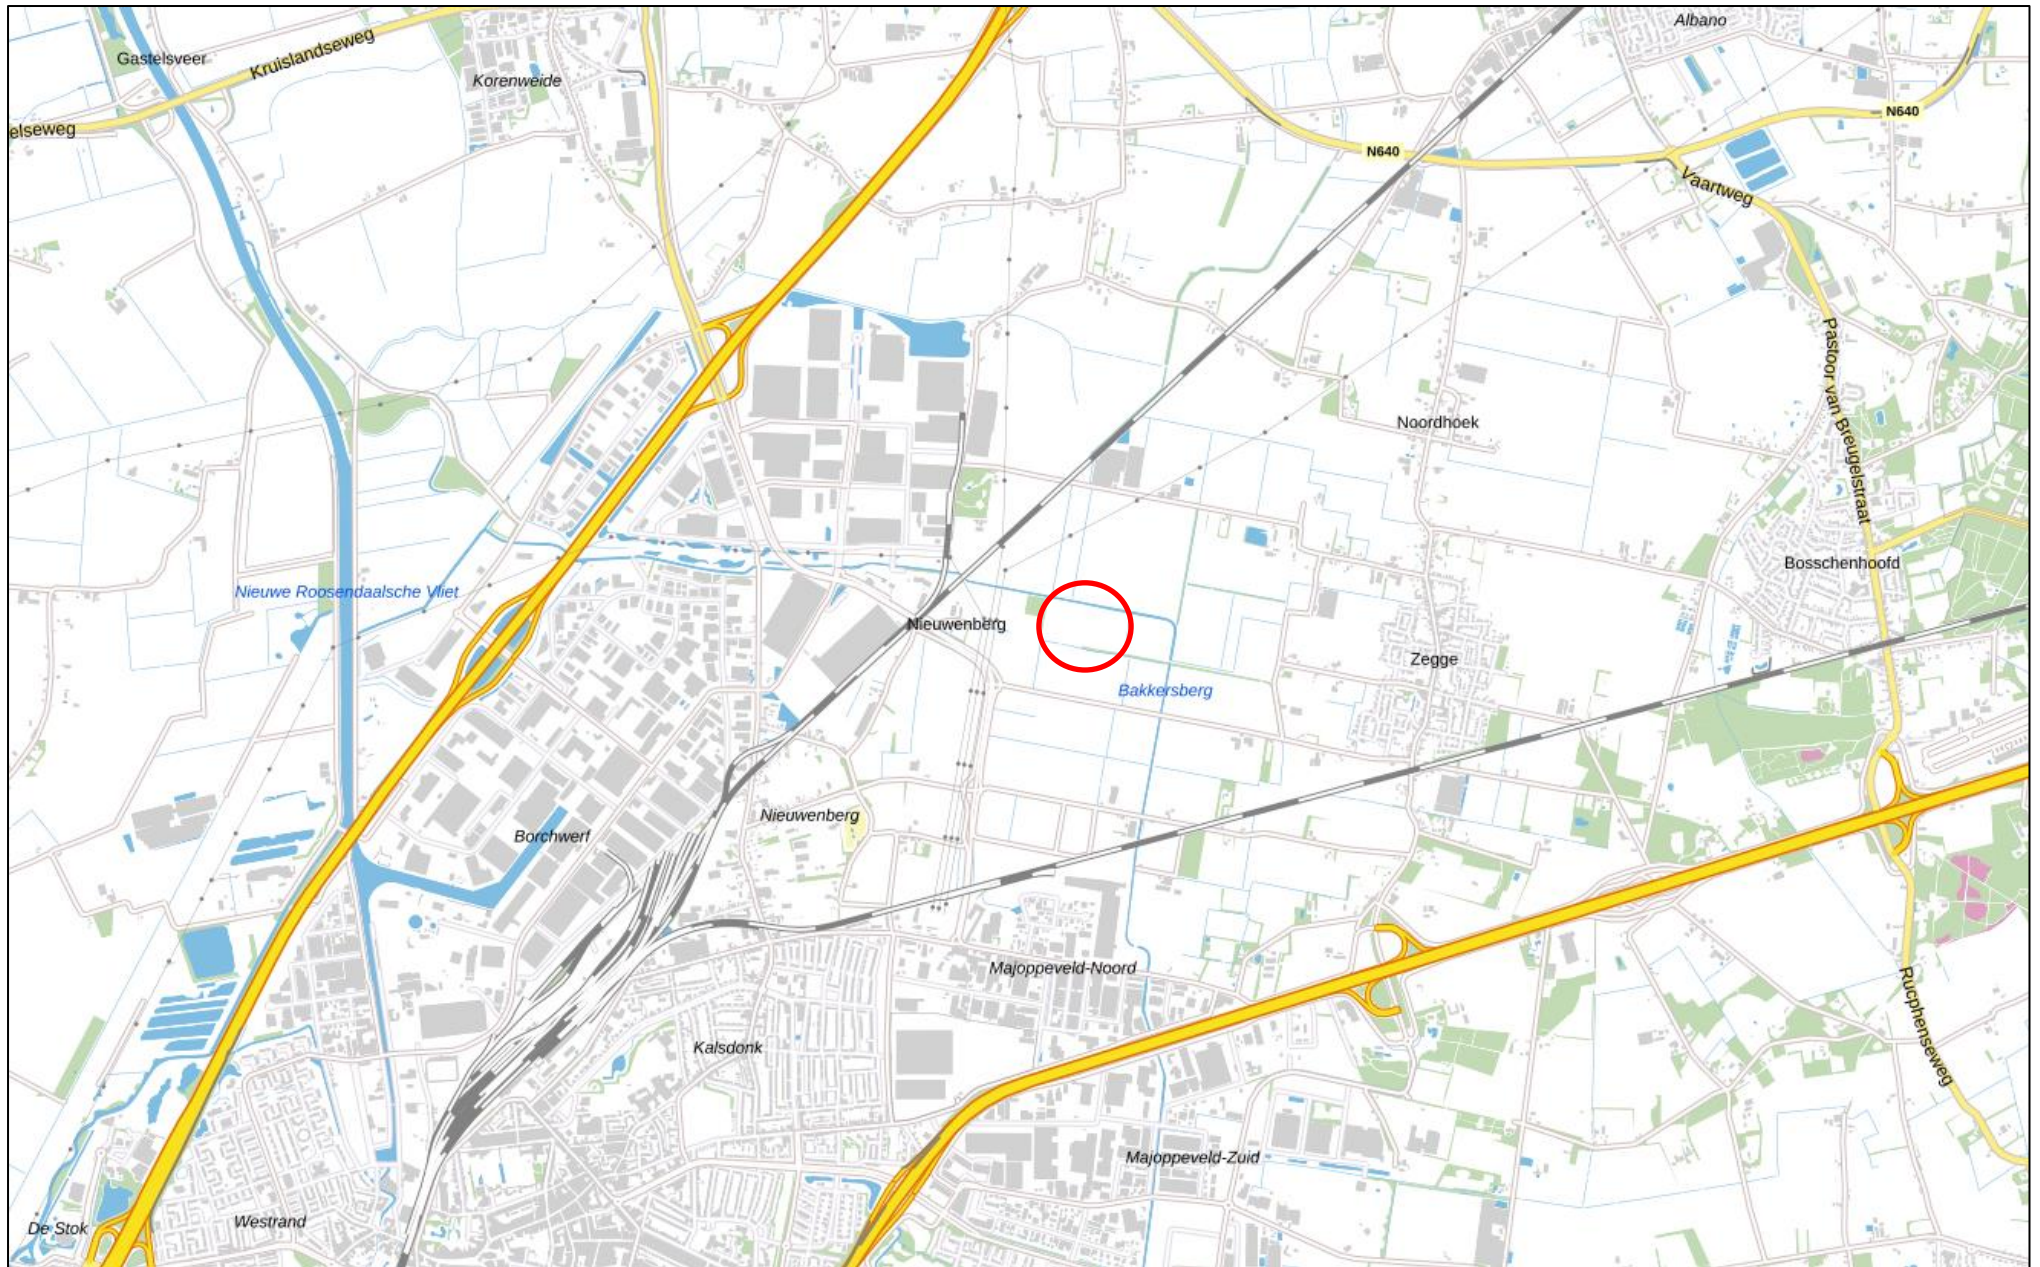 Albano
Gastelsveer
Kruislandseweg
Korenweide
N640
elseweg
N640
Vaartweg
Pastoor van Breugelstraat
Noordhoek
Bosschenhoofd
Nieuwe Roosendaalsche Vliet
Nieuwenberg
Zegge
Bakkersberg
Nieuwenberg
Borchwerf
Majoppeveld-Noord
Rucphenseweg
Kalsdonk
Majoppeveld-Zuid
De Stok
Westrand